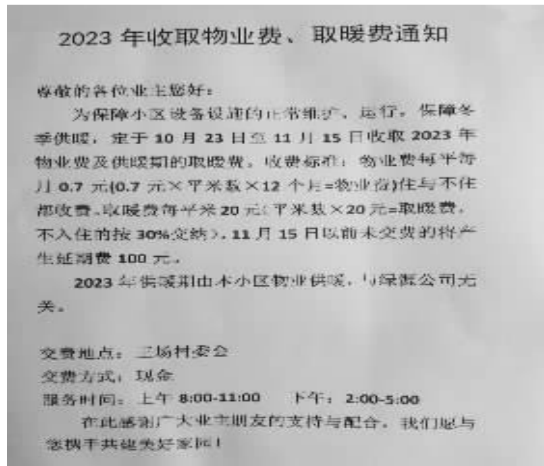 2023 年收取物业费、取暖费通知
尊敬的各位业主您好：
为保障小区设备设施的正常维护、运行。保障冬
季供暖，定于 10 月 23 日至 11 月 15 日收取 2023 年
物业费及供暖期的取暖费。收费标准：物业费每平每
月 0.7 元(0.7 元×平米数×12 个月=物业费)住与不住
都收费。取暖费每平米 20 元（平米数×20 元=取暖费，
不入住的按 30%交纳）。11 月 15 日以前未交费的将产
生延期费 100 元。
2023 年供暖期由本小区物业供暖，与绿源公司无
关。
交费地点：三场村委会
交费方式：现金
服务时间：上午 8:00-11:00 下午：2:00-5:00
在此感谢广大业主朋友的支持与配合。我们愿与
您携手共建美好家园！